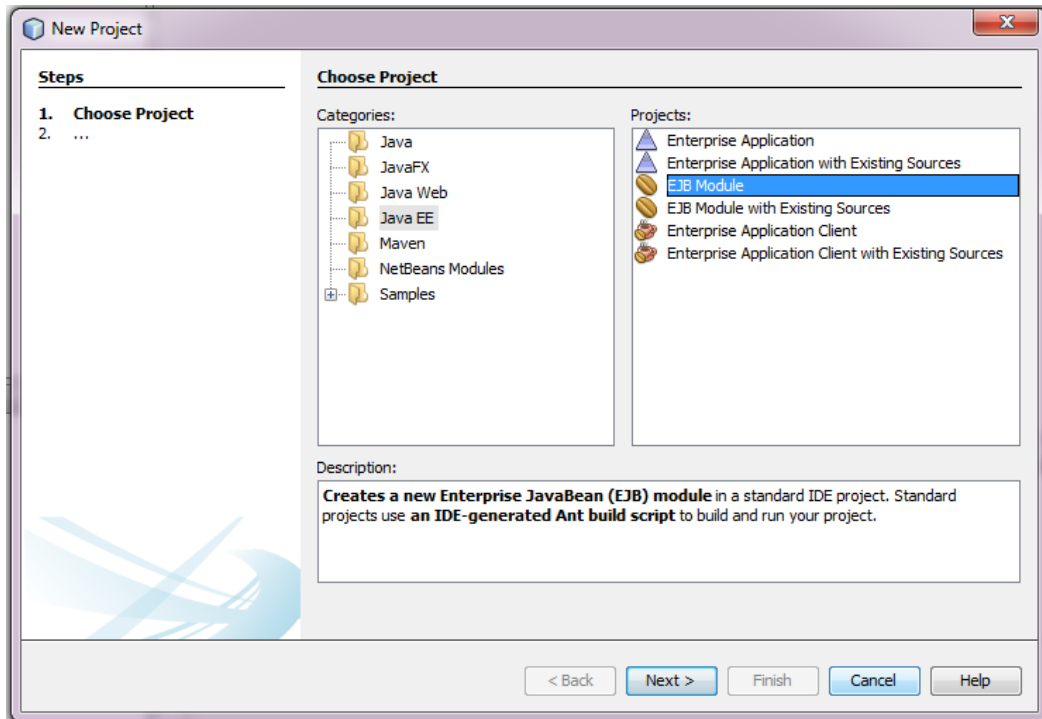 New Project
Steps
1. Choose Project
2. ...
Choose Project
Categories:
Java
JavaFX
Java Web
Java EE
Maven
NetBeans Modules
Samples
Projects:
Enterprise Application
Enterprise Application with Existing Sources
EJB Module
EJB Module with Existing Sources
Enterprise Application Client
Enterprise Application Client with Existing Sources
Description:
Creates a new Enterprise JavaBean (EJB) module in a standard IDE project. Standard
projects use an IDE-generated Ant build script to build and run your project.
< Back
Next >
Finish
Cancel
Help